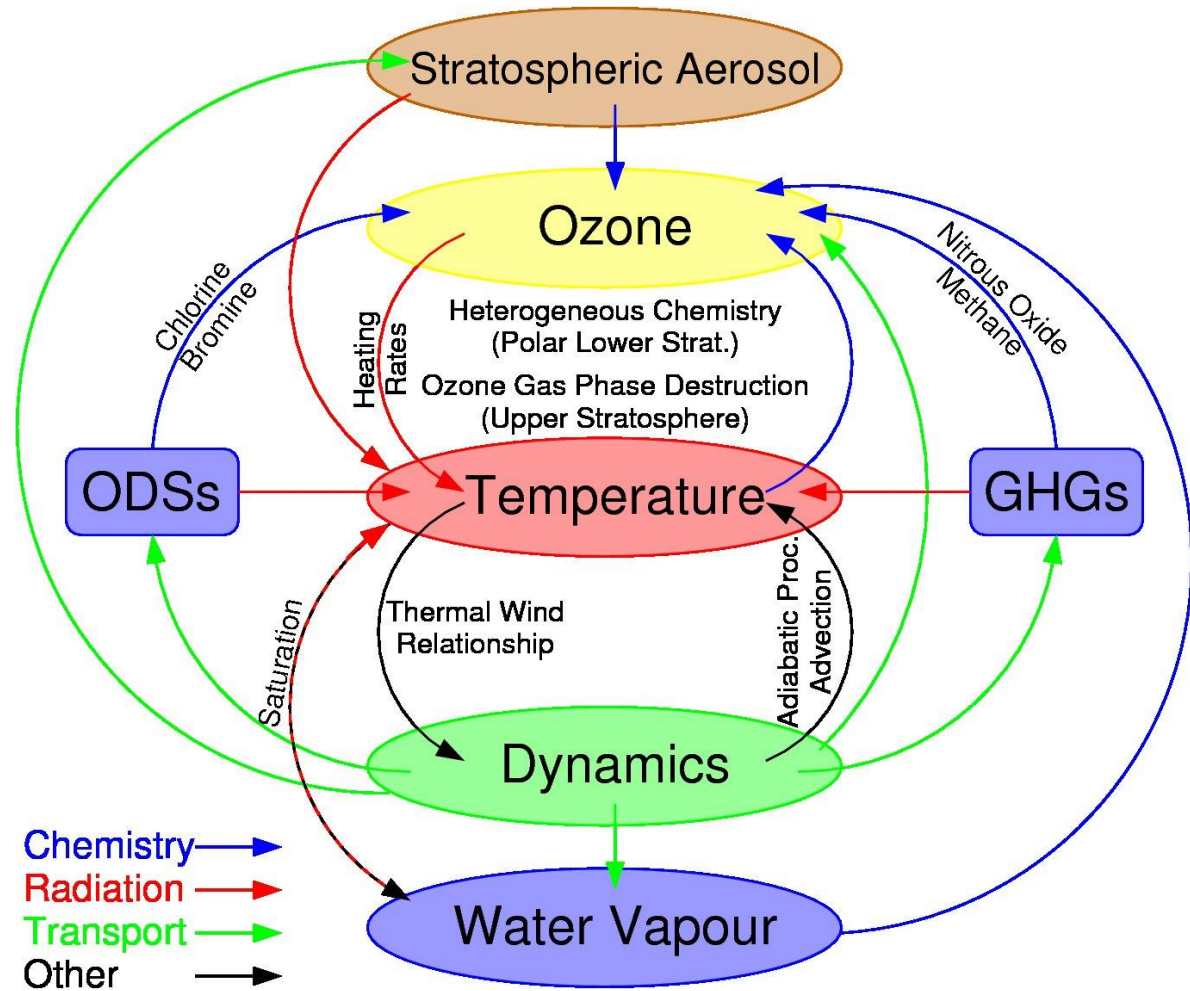 Stratospheric Aerosol
Ozone
Chlorine
Bromine
Nitrous Oxide
Methane
Heating
Rates
Heterogeneous Chemistry
(Polar Lower Strat.)
Ozone Gas Phase Destruction
(Upper Stratosphere)
ODSs
Temperature
GHGs
Saturation
Thermal Wind
Relationship
Adiabatic Proc.
Advection
Dynamics
Water Vapour
Chemistry
Radiation
Transport
Other